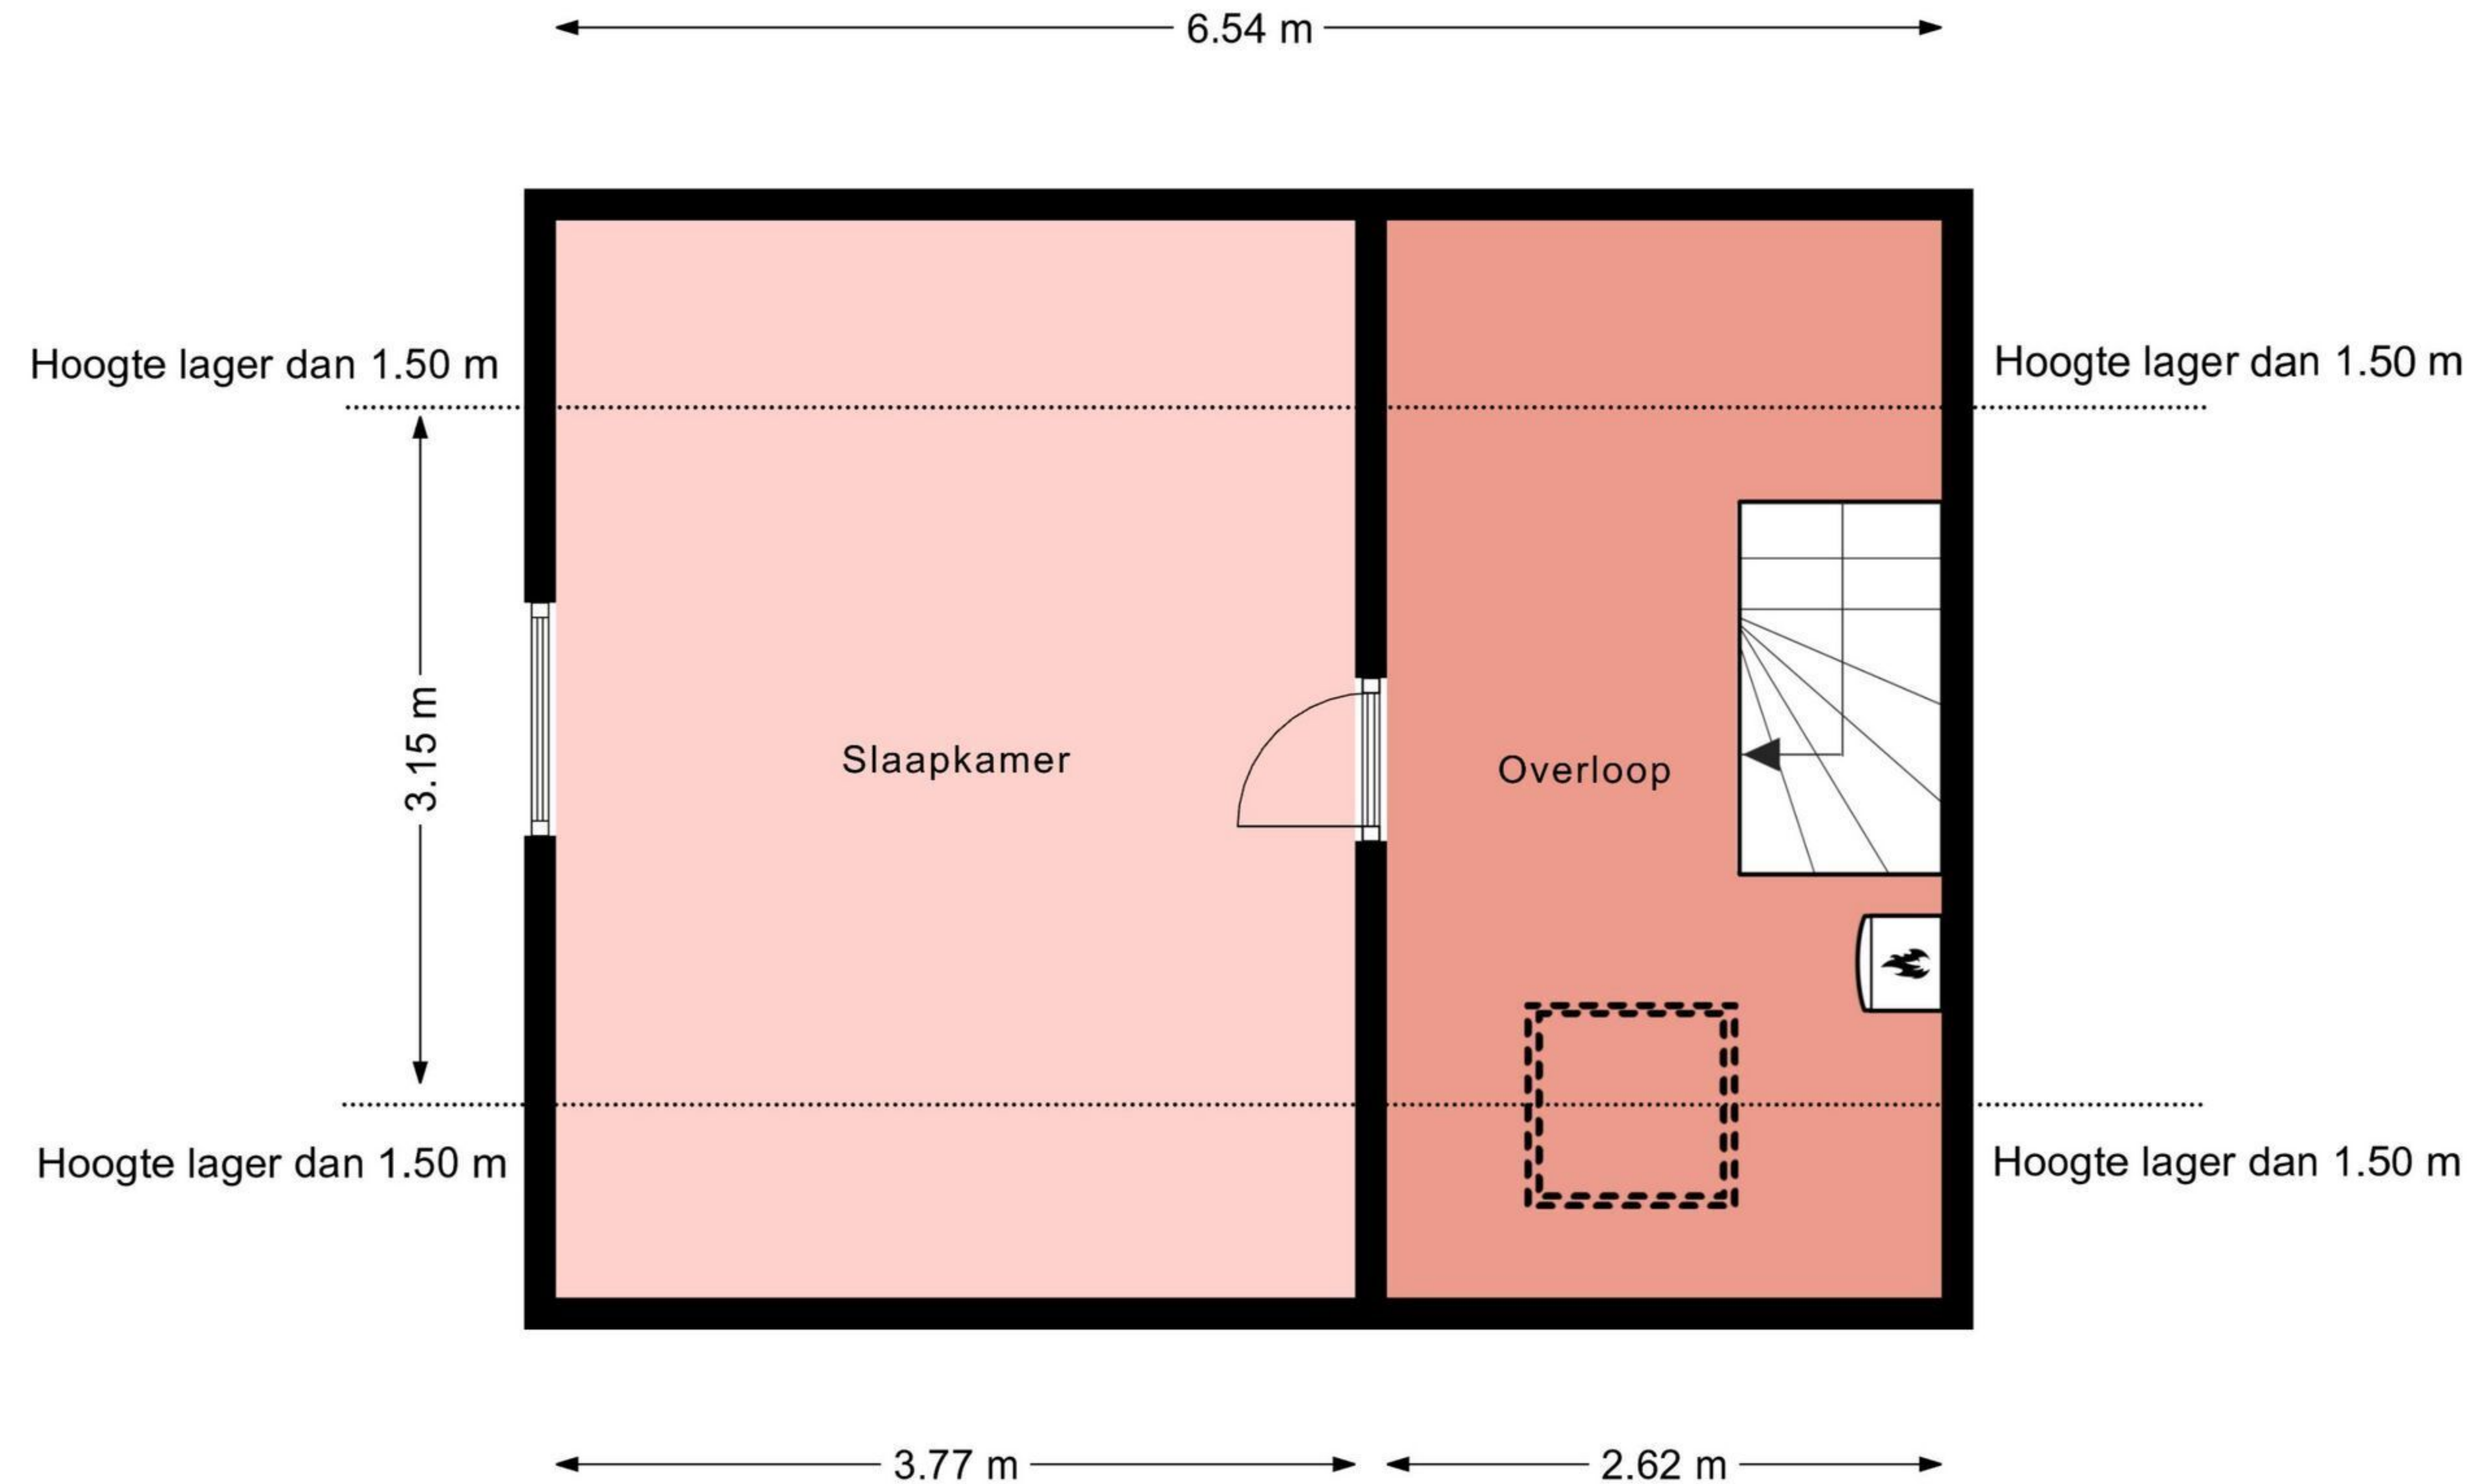 6.54 m
Hoogte lager dan 1.50 m
Hoogte lager dan 1.50 m
3.15 m
Slaapkamer
Overloop
Hoogte lager dan 1.50 m
Hoogte lager dan 1.50 m
3.77 m
2.62 m